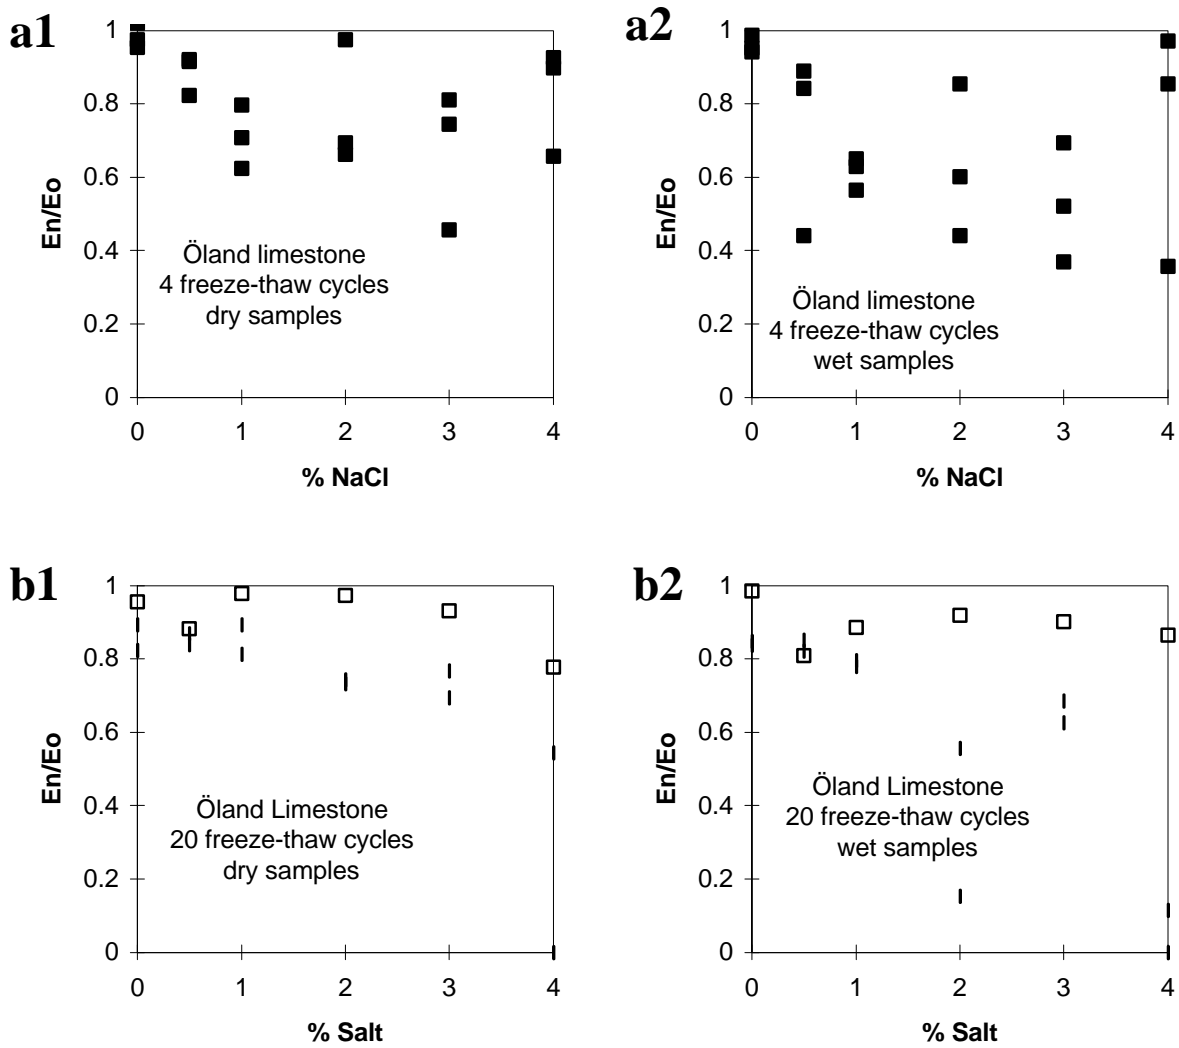 a1
1
0.8
0.6
0.4
0.2
0
En/Eo
Öland limestone
4 freeze-thaw cycles
dry samples
0 1 2 3 4
% NaCl
a2
1
0.8
0.6
0.4
0.2
0
En/Eo
Öland limestone
4 freeze-thaw cycles
wet samples
0 1 2 3 4
% NaCl
b1
1
0.8
0.6
0.4
0.2
0
En/Eo
Öland Limestone
20 freeze-thaw cycles
dry samples
0 1 2 3 4
% Salt
b2
1
0.8
0.6
0.4
0.2
0
En/Eo
Öland Limestone
20 freeze-thaw cycles
wet samples
0 1 2 3 4
% Salt